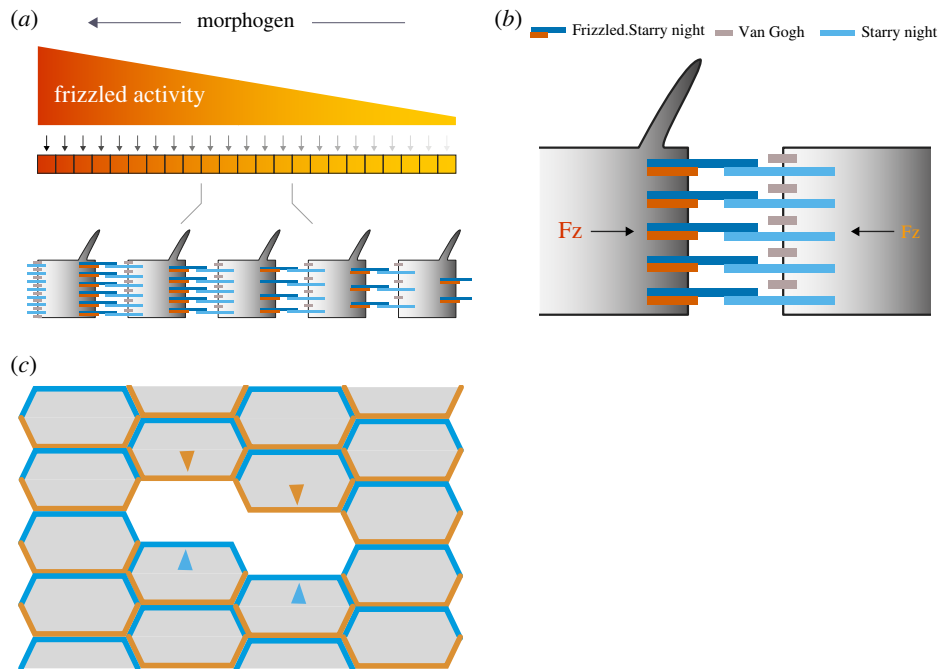 (a)
morphogen
frizzled activity
(b)
Frizzled.Starry night Van Gogh Starry night
Fz Fz
(c)